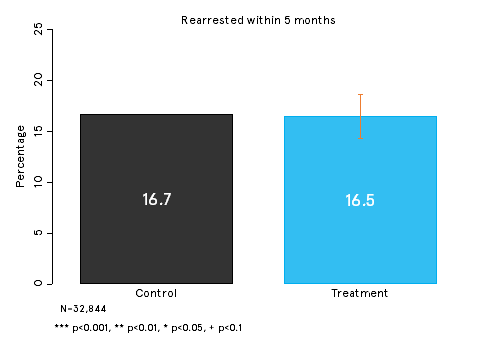 Rearrested within 5 months
Percentage
25
20
15
10
5
0
16.7
16.5
Control
Treatment
N=32,844
*** p<0.001, ** p<0.01, * p<0.05, + p<0.1